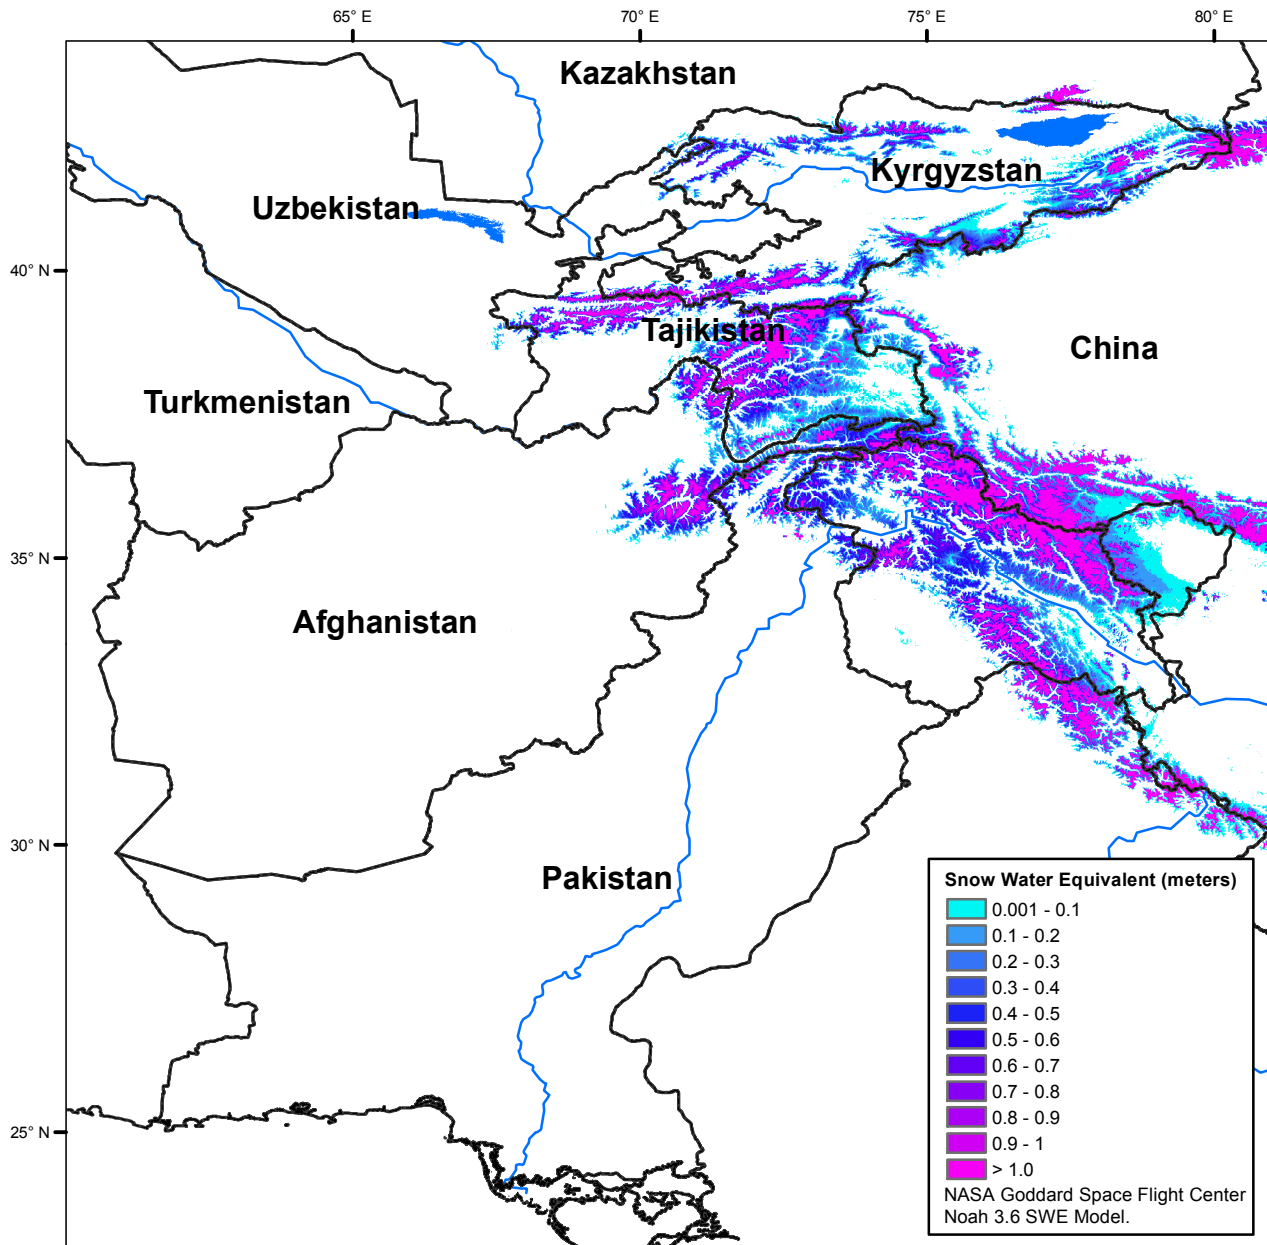 65° E
70° E
75° E
80° E
Kazakhstan
Kyrgyzstan
Uzbekistan
40° N
Tajikistan
China
Turkmenistan
35° N
Afghanistan
30° N
Pakistan
25° N
Snow Water Equivalent (meters)
0.001 - 0.1
0.1 - 0.2
0.2 - 0.3
0.3 - 0.4
0.4 - 0.5
0.5 - 0.6
0.6 - 0.7
0.7 - 0.8
0.8 - 0.9
0.9 - 1
> 1.0
NASA Goddard Space Flight Center
Noah 3.6 SWE Model.